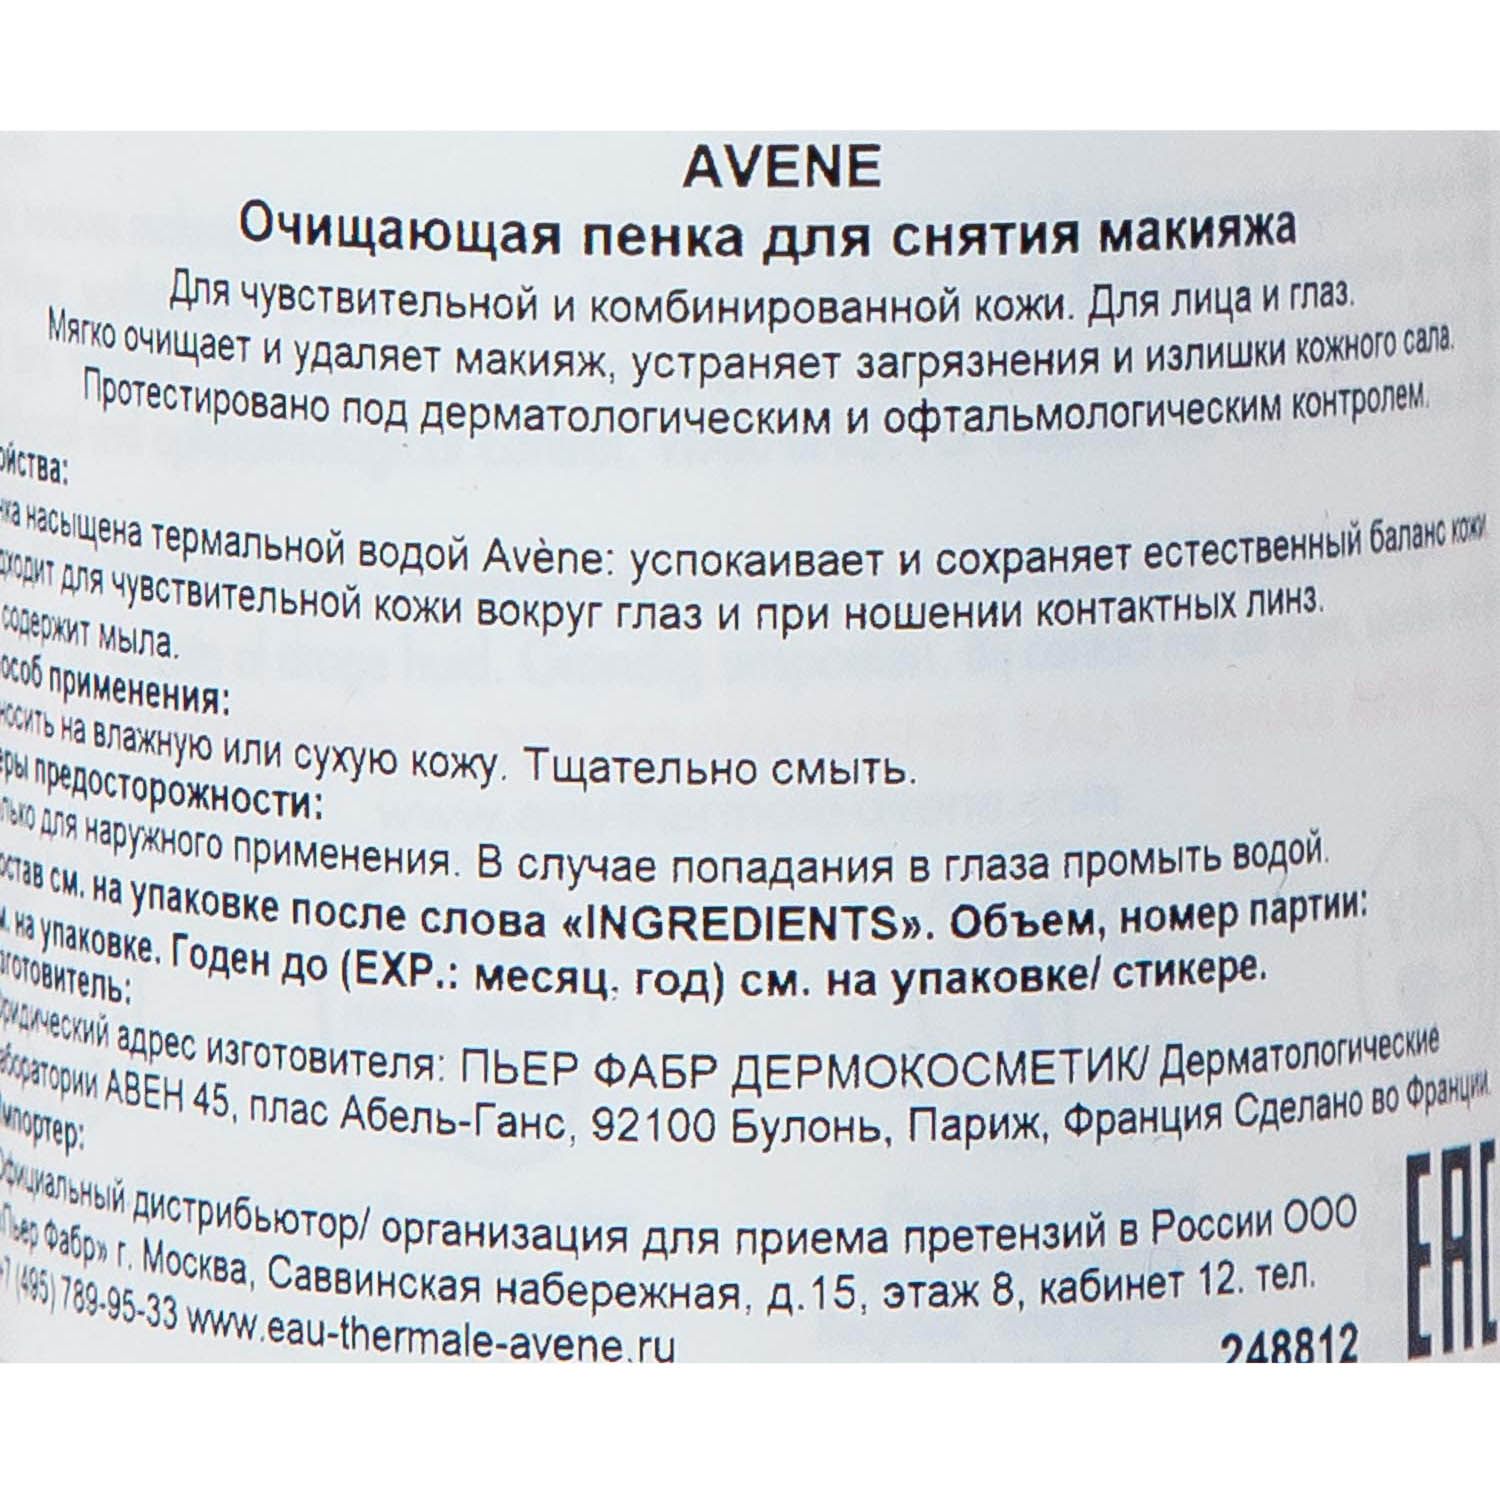 AVENE
Очищающая пенка для снятия макияжа
Для чувствительной и комбинированной кожи. Для лица и глаз.
Мягко очищает и удаляет макияж, устраняет загрязнения и излишки кожного сала.
Протестировано под дерматологическим и офтальмологическим контролем.
ойства:
нка насыщена термальной водой Avène: успокаивает и сохраняет естественный баланс кожи.
дходит для чувствительной кожи вокруг глаз и при ношении контактных линз.
содержит мыла.
особ применения:
носить на влажную или сухую кожу. Тщательно смыть.
еры предосторожности:
лько для наружного применения. В случае попадания в глаза промыть водой.
остав см. на упаковке после слова «INGREDIENTS». Объем, номер партии:
м. на упаковке. Годен до (EXP.: месяц, год) см. на упаковке/ стикере.
зготовитель:
ридический адрес изготовителя: ПЬЕР ФАБР ДЕРМОКОСМЕТИК/ Дерматологические
аборатории АВЕН 45, плас Абель-Ганс, 92100 Булонь, Париж, Франция Сделано во Франции.
Импортер:
Официальный дистрибьютор/ организация для приема претензий в России ООО
«Пьер Фабр» г. Москва, Саввинская набережная, д.15, этаж 8, кабинет 12. тел.
+7 (495) 789-95-33 www.eau-thermale-avene.ru
248812
EAC